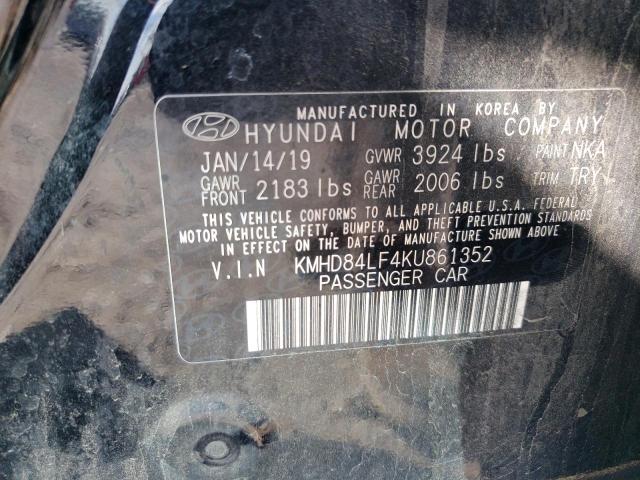 MANUFACTURED IN KOREA BY
HYUNDAI MOTOR COMPANY
JAN/14/19 GVWR 3924 lbs PAINT NKA
GAWR FRONT 2183 lbs GAWR REAR 2006 lbs TRIM TRY
THIS VEHICLE CONFORMS TO ALL APPLICABLE U.S.A. FEDERAL
MOTOR VEHICLE SAFETY, BUMPER, AND THEFT PREVENTION STANDARDS
IN EFFECT ON THE DATE OF MANUFACTURE SHOWN ABOVE
V.I.N KMHD84LF4KU861352
PASSENGER CAR